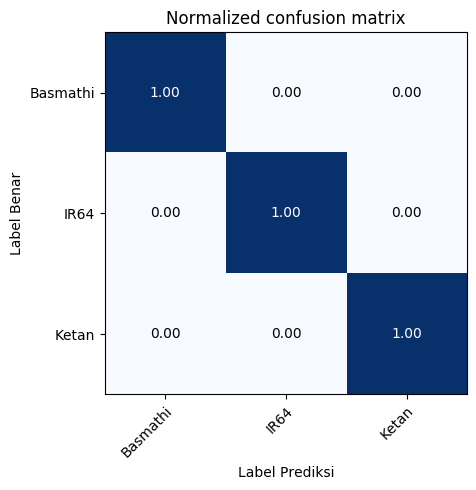 Normalized confusion matrix
Label Benar
Basmathi 1.00 0.00 0.00
IR64 0.00 1.00 0.00
Ketan 0.00 0.00 1.00
Basmathi IR64 Ketan
Label Prediksi